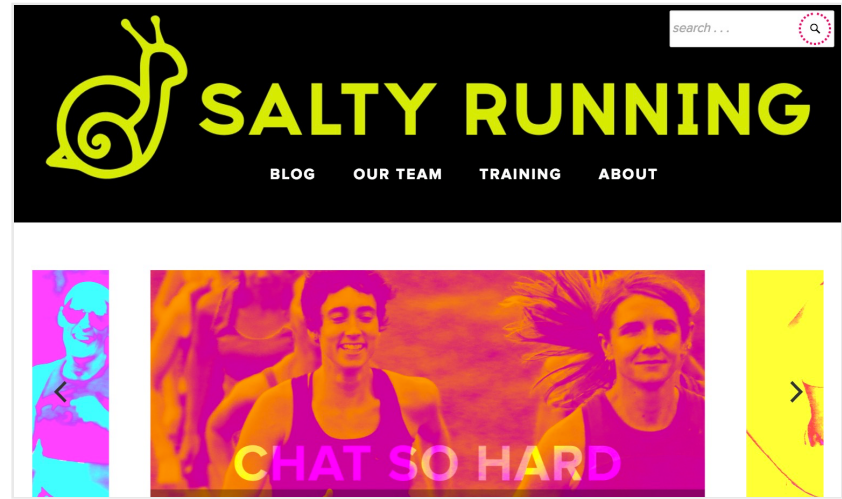 search . . .
SALTY RUNNING
BLOG OUR TEAM TRAINING ABOUT
CHAT SO HARD